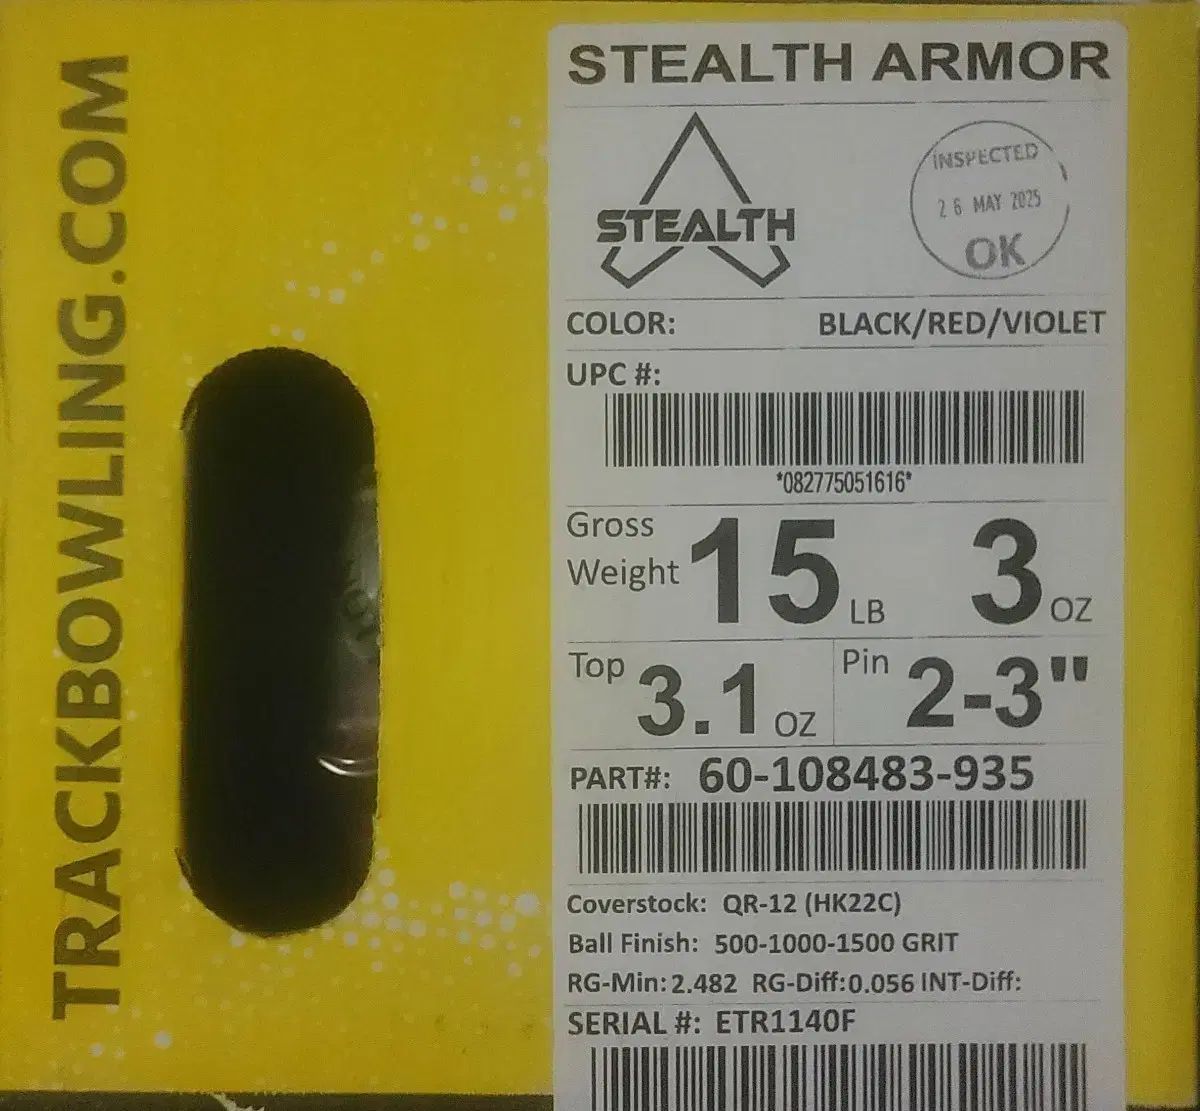 TRACKBOWLING.COM
STEALTH ARMOR
STEALTH
INSPECTED
26 MAY 2025
OK
COLOR: BLACK/RED/VIOLET
UPC #:
*082775051616*
Gross Weight 15 LB 3 OZ
Top 3.1 OZ Pin 2-3"
PART#: 60-108483-935
Coverstock: QR-12 (HK22C)
Ball Finish: 500-1000-1500 GRIT
RG-Min: 2.482 RG-Diff: 0.056 INT-Diff:
SERIAL #: ETR1140F